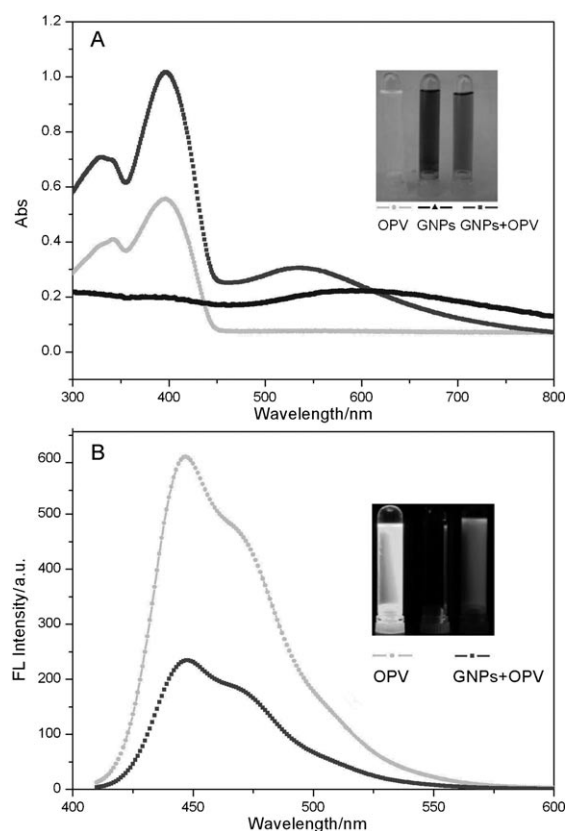 A
1.2
1.0
0.8
0.6
0.4
0.2
0.0
Abs
OPV GNPs GNPs+OPV
300 400 500 600 700 800
Wavelength/nm
B
600
500
400
300
200
100
0
FL Intensity/a.u.
OPV GNPs+OPV
400 450 500 550 600
Wavelength/nm